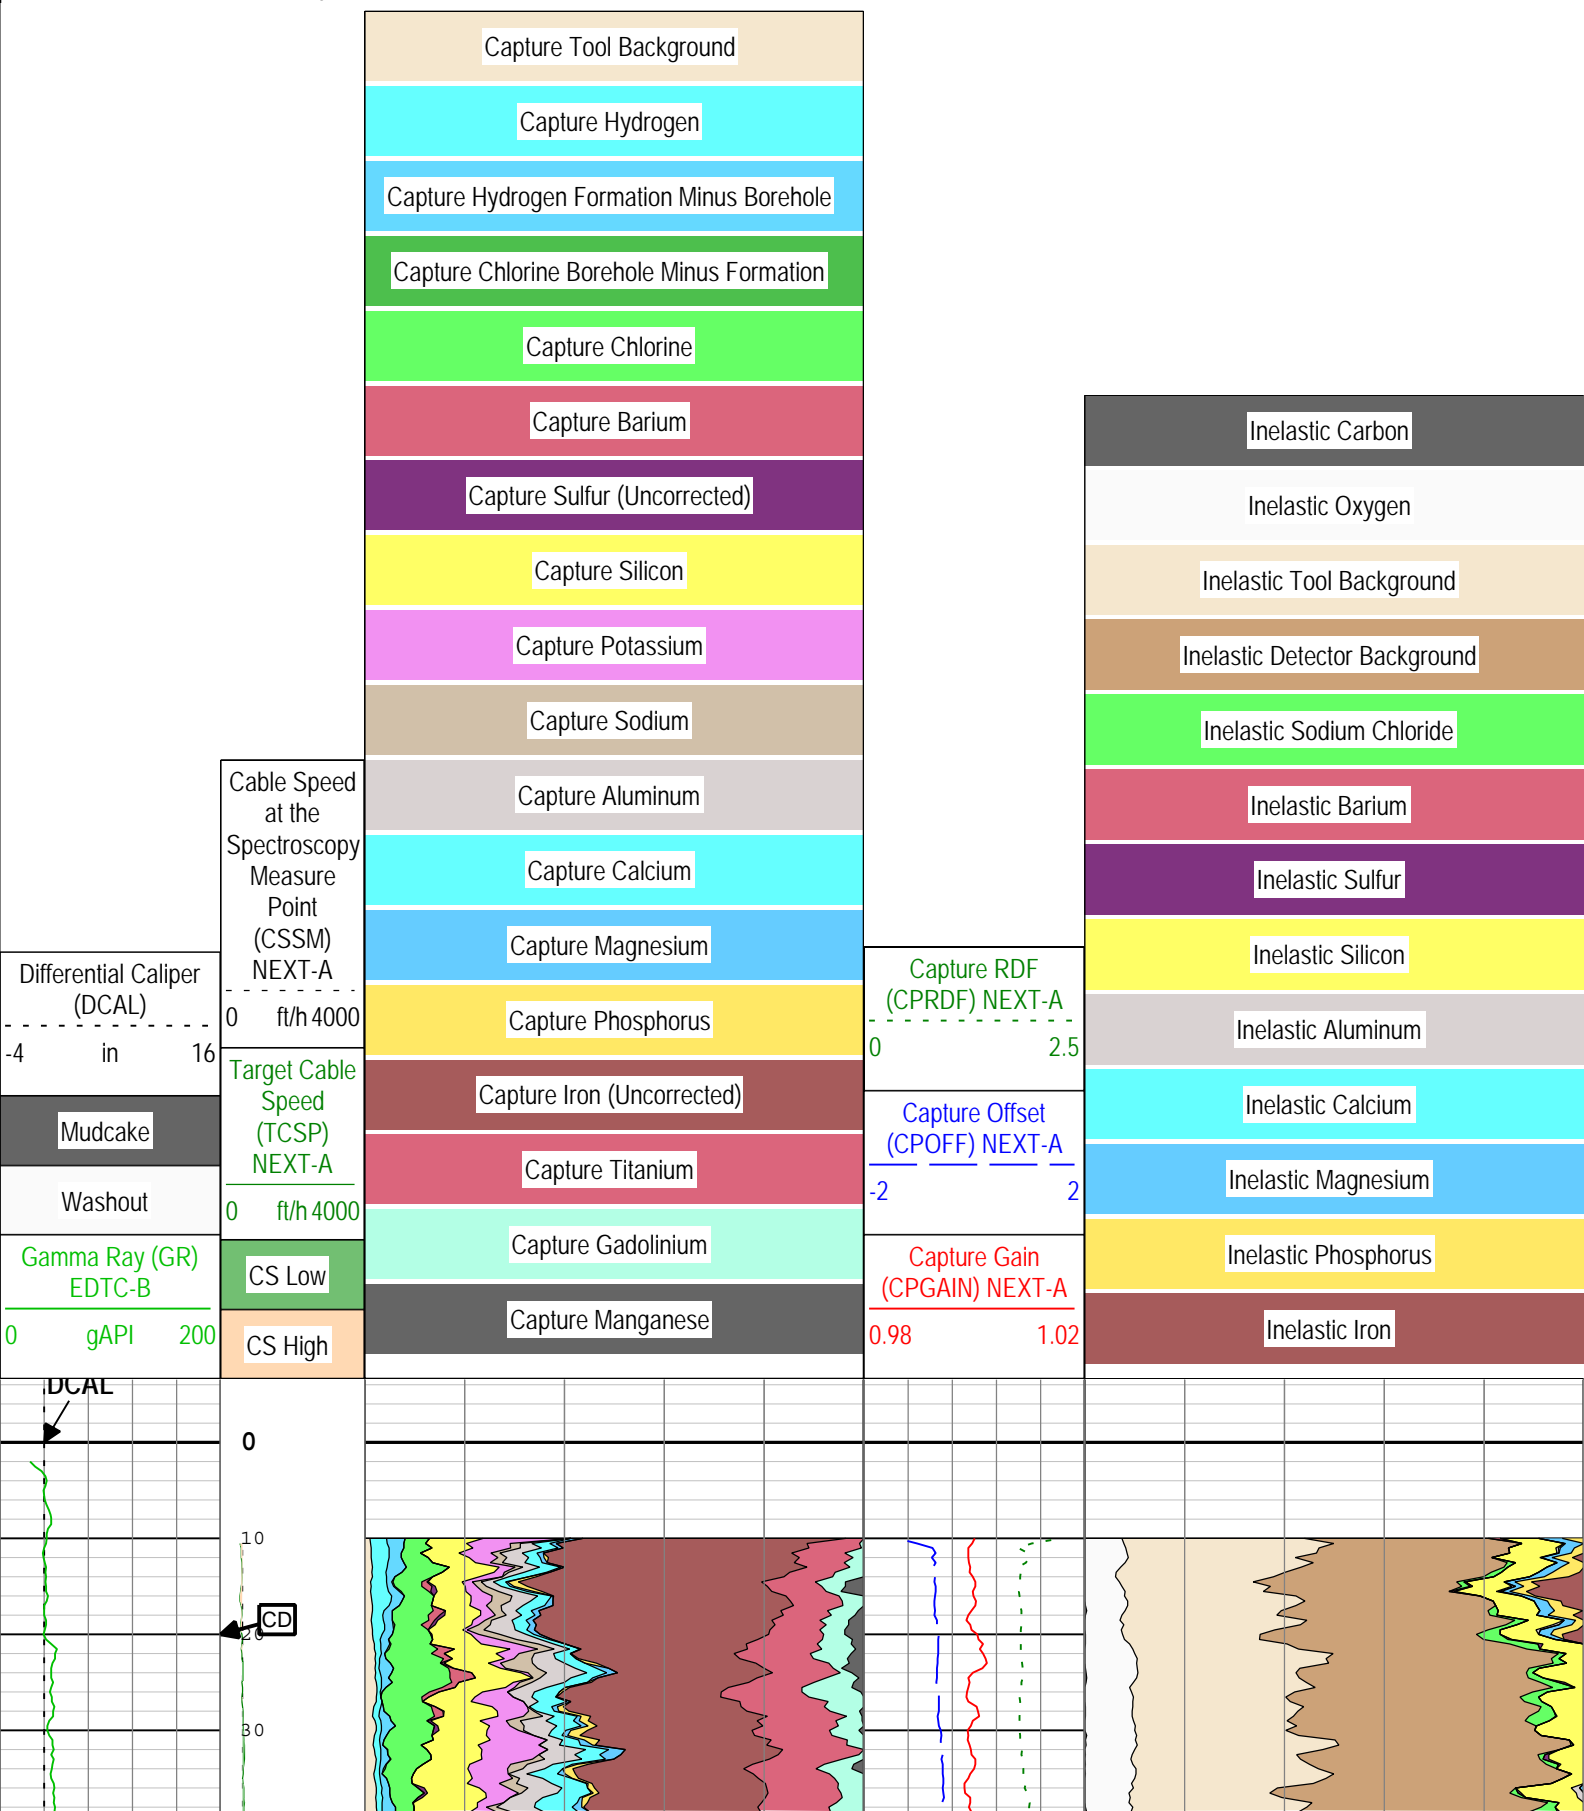 Capture Tool Background
Capture Hydrogen
Capture Hydrogen Formation Minus Borehole
Capture Chlorine Borehole Minus Formation
Capture Chlorine
Capture Barium
Capture Sulfur (Uncorrected)
Capture Silicon
Capture Potassium
Capture Sodium
Capture Aluminum
Capture Calcium
Capture Magnesium
Capture Phosphorus
Capture Iron (Uncorrected)
Capture Titanium
Capture Gadolinium
Capture Manganese
Inelastic Carbon
Inelastic Oxygen
Inelastic Tool Background
Inelastic Detector Background
Inelastic Sodium Chloride
Inelastic Barium
Inelastic Sulfur
Inelastic Silicon
Inelastic Aluminum
Inelastic Calcium
Inelastic Magnesium
Inelastic Phosphorus
Inelastic Iron
Cable Speed
at the
Spectroscopy
Measure
Point
(CSSM)
NEXT-A
0 ft/h 4000
Target Cable
Speed
(TCSP)
NEXT-A
0 ft/h 4000
CS Low
CS High
Differential Caliper
(DCAL)
-4 in 16
Mudcake
Washout
Gamma Ray (GR)
EDTC-B
0 gAPI 200
Capture RDF
(CPRDF) NEXT-A
0 2.5
Capture Offset
(CPOFF) NEXT-A
-2 2
Capture Gain
(CPGAIN) NEXT-A
0.98 1.02
DCAL
0
10
CD
20
30